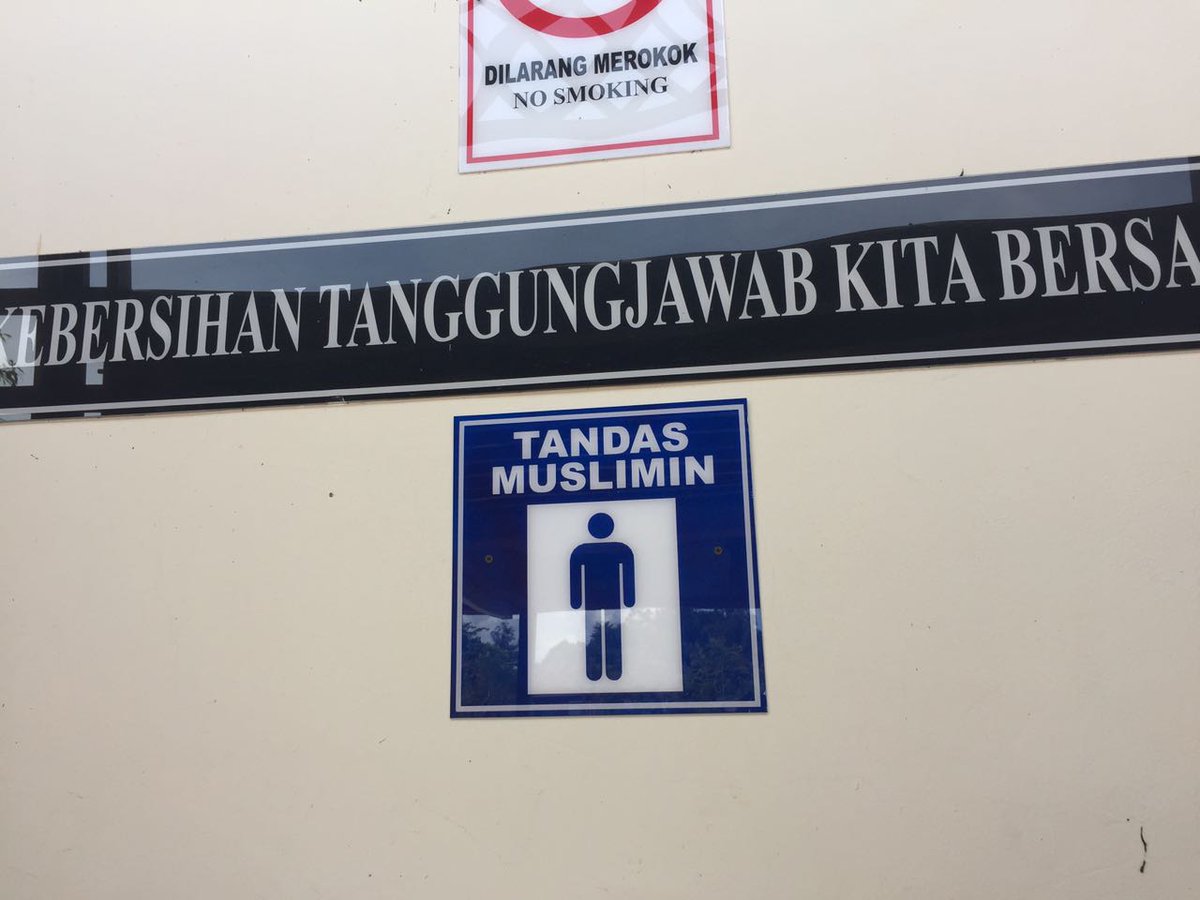 DILARANG MEROKOK
NO SMOKING
KEBERSIHAN TANGGUNGJAWAB KITA BERSA
TANDAS
MUSLIMIN